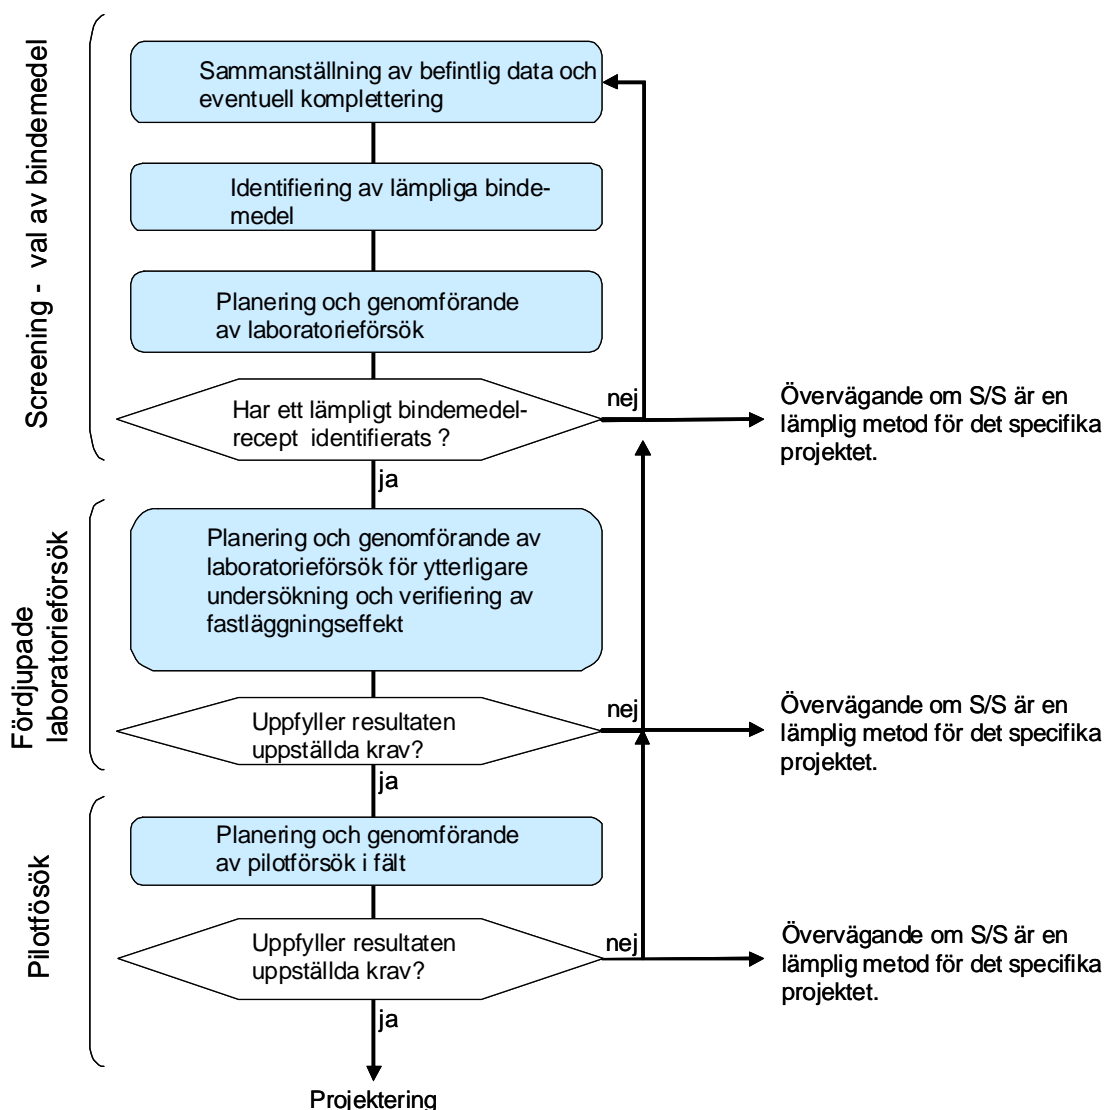 Screening - val av bindemedel
Sammanställning av befintlig data och
eventuell komplettering
Identifiering av lämpliga binde-
medel
Planering och genomförande
av laboratorieförsök
Har ett lämpligt bindemedel-
recept identifierats ?
nej
Övervägande om S/S är en
lämplig metod för det specifika
projektet.
ja
Fördjupade
laboratorieförsök
Planering och genomförande av
laboratorieförsök för ytterligare
undersökning och verifiering av
fastläggningseffekt
Uppfyller resultaten
uppställda krav?
nej
Övervägande om S/S är en
lämplig metod för det specifika
projektet.
ja
Pilotfösök
Planering och genomförande
av pilotförsök i fält
Uppfyller resultaten
uppställda krav?
nej
Övervägande om S/S är en
lämplig metod för det specifika
projektet.
ja
Projektering